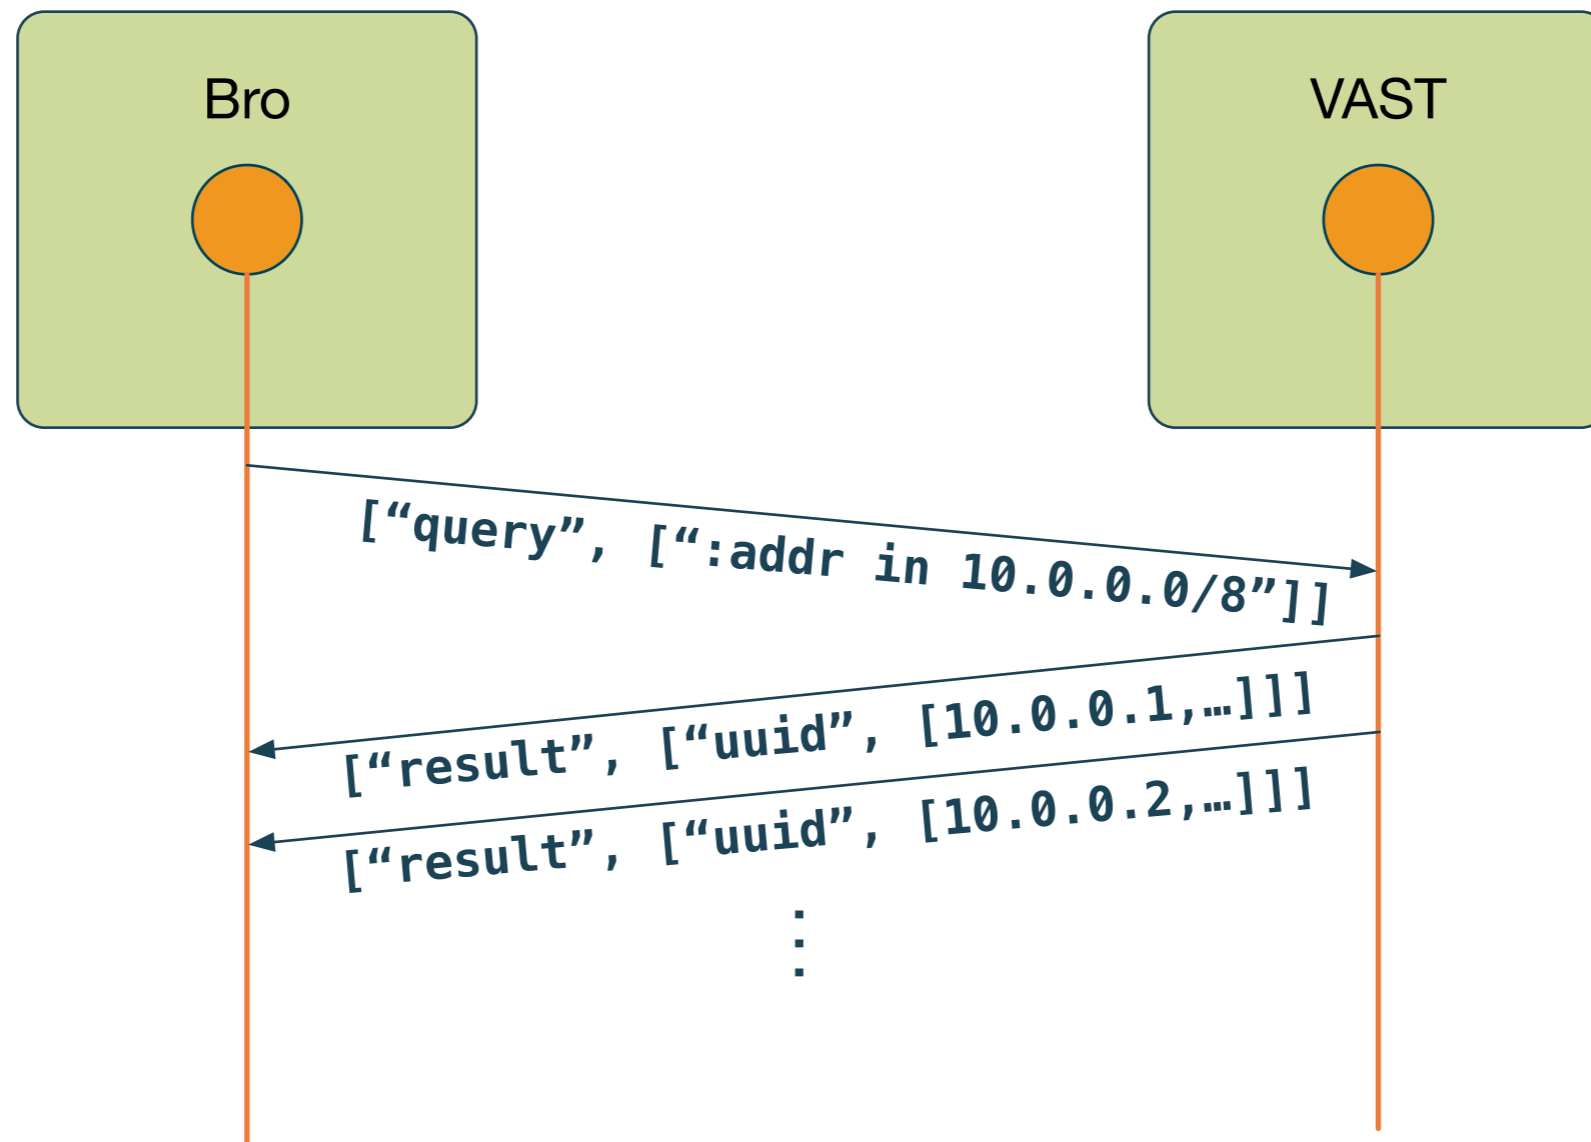 Bro
VAST
[“query”, [“:addr in 10.0.0.0/8”]]
[“result”, [“uuid”, [10.0.0.1,…]]]
[“result”, [“uuid”, [10.0.0.2,…]]]